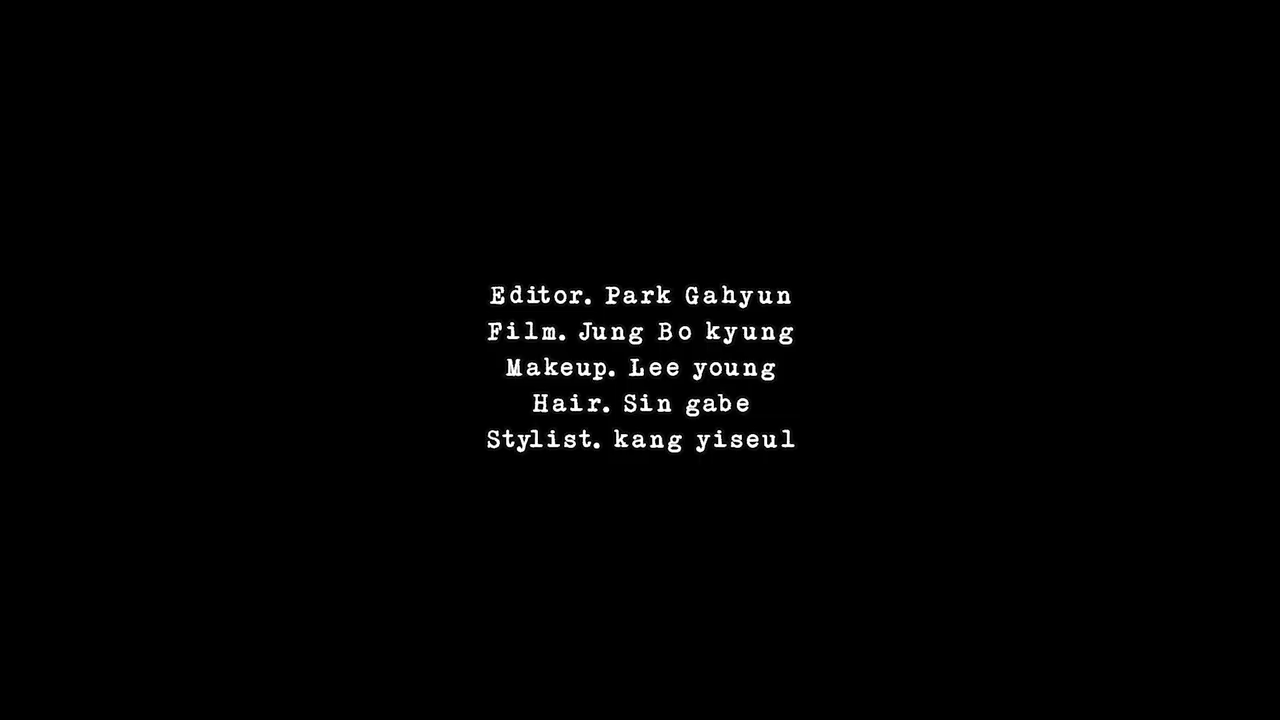 Editor. Park Gahyun
Film. Jung Bo kyung
Makeup. Lee young
Hair. Sin gabe
Stylist. kang yiseul